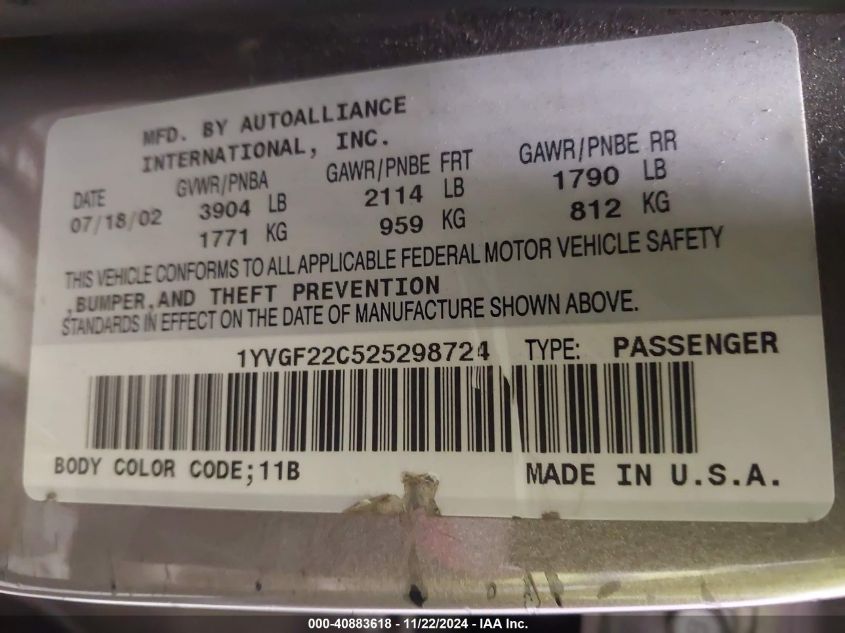 MFD. BY AUTOALLIANCE
INTERNATIONAL, INC.
DATE GVWR/PNBA GAWR/PNBE FRT GAWR/PNBE RR
07/18/02 3904 LB 2114 LB 1790 LB
1771 KG 959 KG 812 KG
THIS VEHICLE CONFORMS TO ALL APPLICABLE FEDERAL MOTOR VEHICLE SAFETY
,BUMPER,AND THEFT PREVENTION
STANDARDS IN EFFECT ON THE DATE OF MANUFACTURE SHOWN ABOVE.
1YVGF22C525298724 TYPE: PASSENGER
BODY COLOR CODE;11B MADE IN U.S.A.
000-40883618 - 11/22/2024 - IAA Inc.